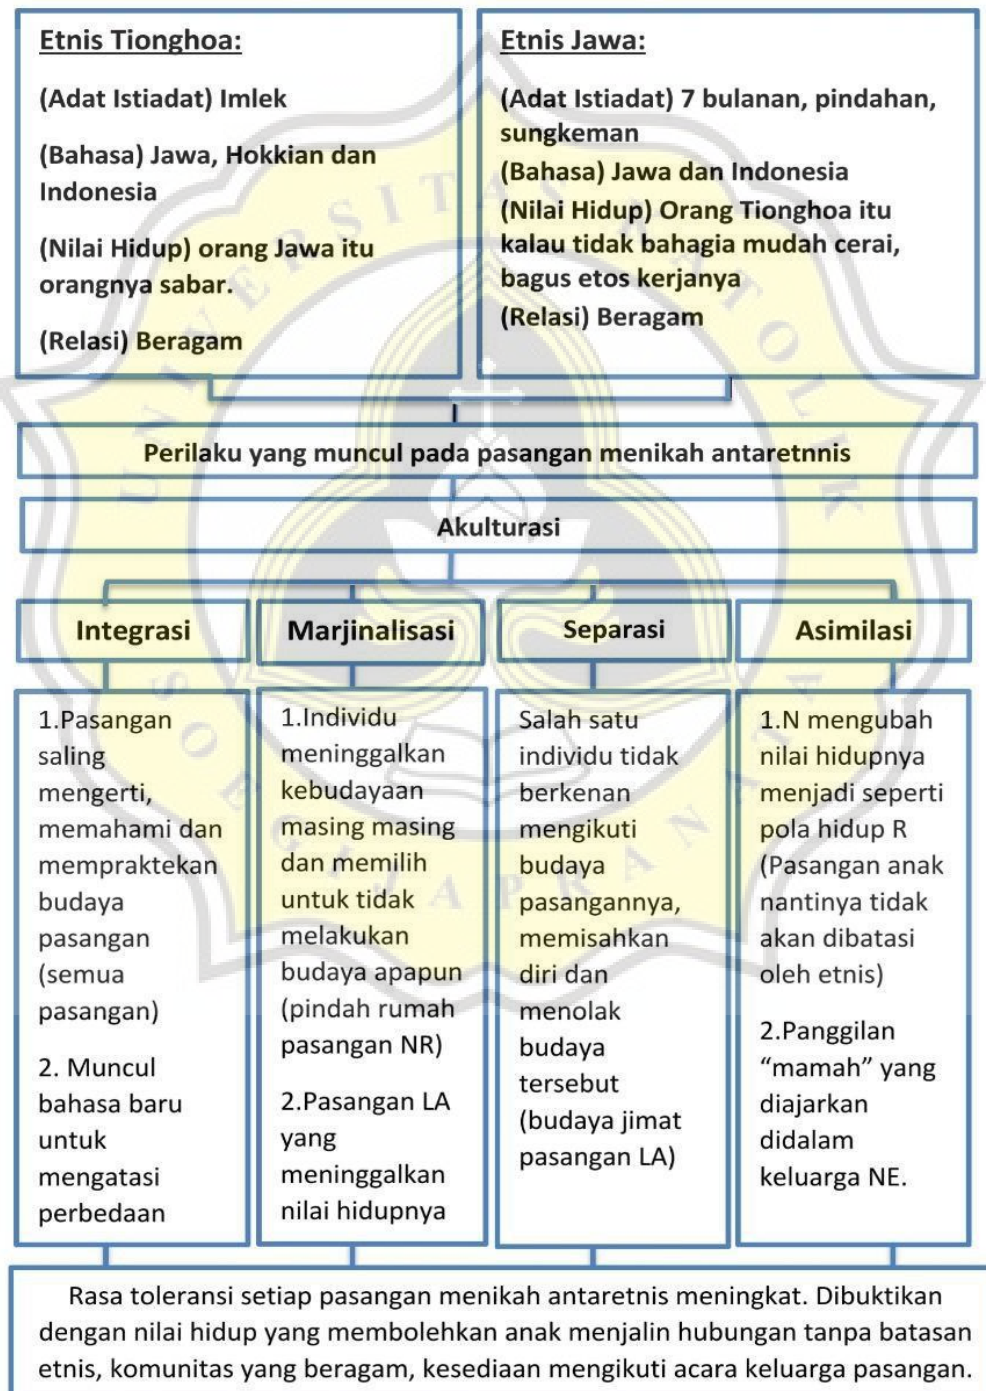 Etnis Tionghoa:
(Adat Istiadat) Imlek
(Bahasa) Jawa, Hokkian dan
Indonesia
(Nilai Hidup) orang Jawa itu
orangnya sabar.
(Relasi) Beragam
Etnis Jawa:
(Adat Istiadat) 7 bulanan, pindahan,
sungkeman
(Bahasa) Jawa dan Indonesia
(Nilai Hidup) Orang Tionghoa itu
kalau tidak bahagia mudah cerai,
bagus etos kerjanya
(Relasi) Beragam
Perilaku yang muncul pada pasangan menikah antaretnnis
Akulturasi
Integrasi
Marjinalisasi
Separasi
Asimilasi
1.Pasangan
saling
mengerti,
memahami dan
mempraktekan
budaya
pasangan
(semua
pasangan)
2. Muncul
bahasa baru
untuk
mengatasi
perbedaan
1.Individu
meninggalkan
kebudayaan
masing masing
dan memilih
untuk tidak
melakukan
budaya apapun
(pindah rumah
pasangan NR)
2.Pasangan LA
yang
meninggalkan
nilai hidupnya
Salah satu
individu tidak
berkenan
mengikuti
budaya
pasangannya,
memisahkan
diri dan
menolak
budaya
tersebut
(budaya jimat
pasangan LA)
1.N mengubah
nilai hidupnya
menjadi seperti
pola hidup R
(Pasangan anak
nantinya tidak
akan dibatasi
oleh etnis)
2.Panggilan
“mamah” yang
diajarkan
didalam
keluarga NE.
Rasa toleransi setiap pasangan menikah antaretnis meningkat. Dibuktikan
dengan nilai hidup yang membolehkan anak menjalin hubungan tanpa batasan
etnis, komunitas yang beragam, kesediaan mengikuti acara keluarga pasangan.
UNIVERSITAS KATOLIK
SOEGIJAPRANATA